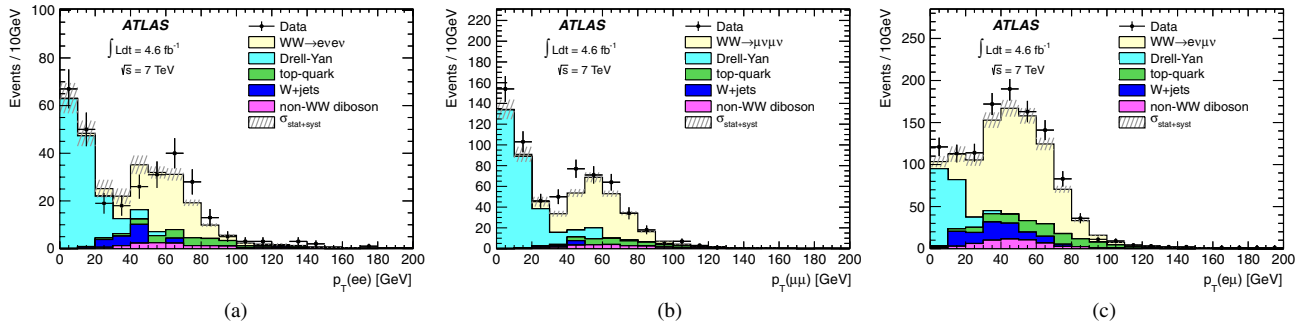 Events / 10GeV
100
80
60
40
20
0
ATLAS
∫ Ldt = 4.6 fb⁻¹
√s = 7 TeV
Data
WW→eνeν
Drell-Yan
top-quark
W+jets
non-WW diboson
σ_stat+syst
0 20 40 60 80 100 120 140 160 180 200
p_T(ee) [GeV]
(a)
Events / 10GeV
220
200
180
160
140
120
100
80
60
40
20
0
ATLAS
∫ Ldt = 4.6 fb⁻¹
√s = 7 TeV
Data
WW→μνμν
Drell-Yan
top-quark
W+jets
non-WW diboson
σ_stat+syst
0 20 40 60 80 100 120 140 160 180 200
p_T(μμ) [GeV]
(b)
Events / 10GeV
250
200
150
100
50
0
ATLAS
∫ Ldt = 4.6 fb⁻¹
√s = 7 TeV
Data
WW→eνμν
Drell-Yan
top-quark
W+jets
non-WW diboson
σ_stat+syst
0 20 40 60 80 100 120 140 160 180 200
p_T(eμ) [GeV]
(c)